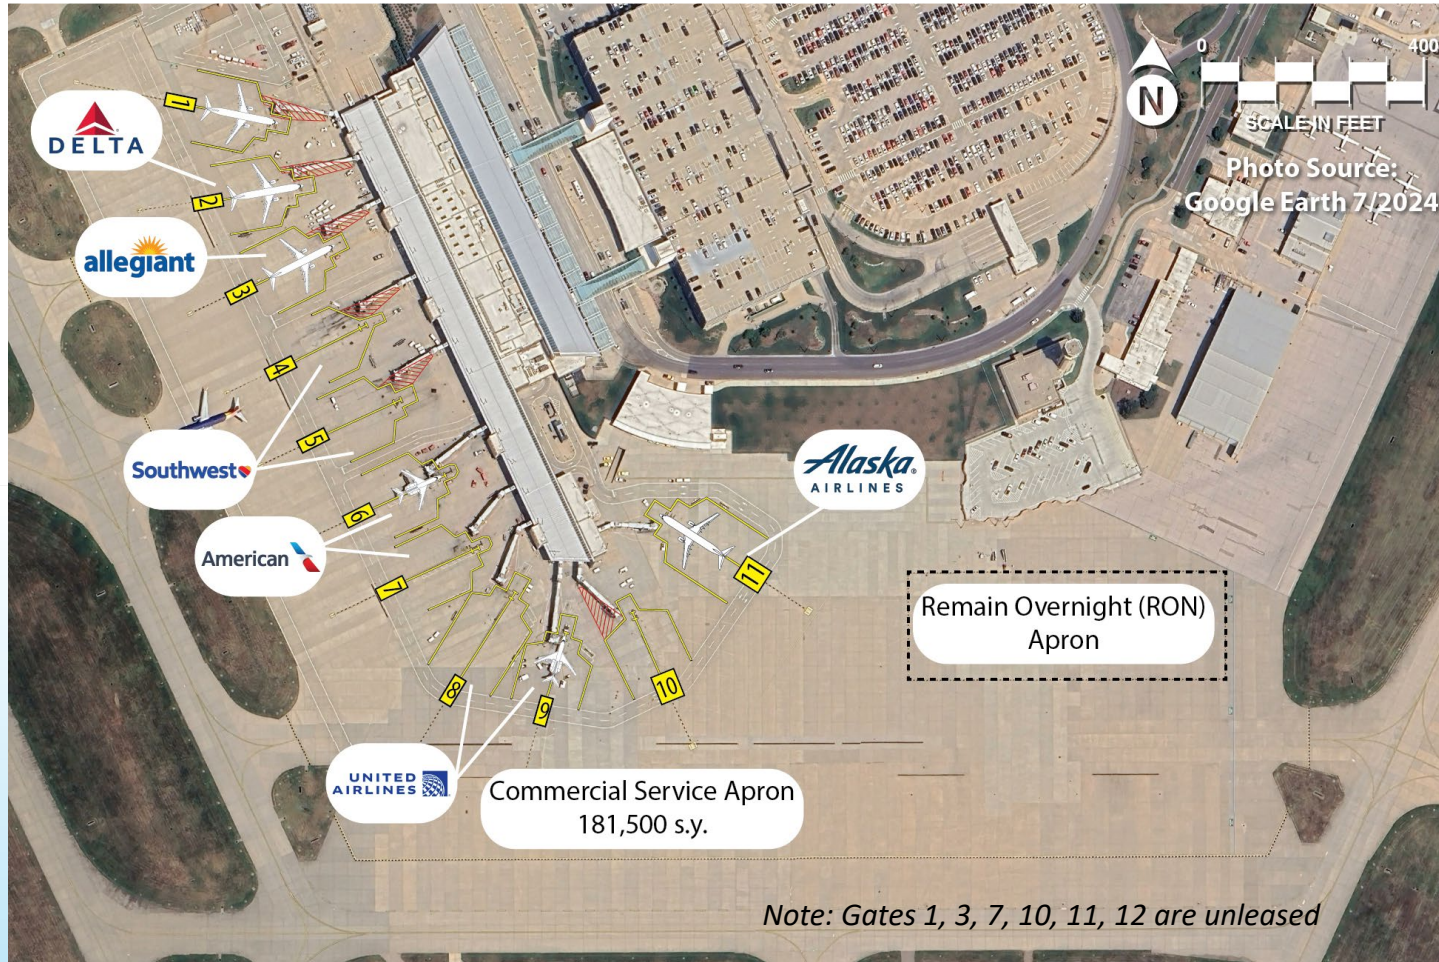 0
400
N
SCALE IN FEET
Photo Source:
Google Earth 7/2024
1
DELTA
2
allegiant
3
4
5
Southwest
6
American
7
Alaska
AIRLINES
11
Remain Overnight (RON)
Apron
8
9
10
UNITED
AIRLINES
Commercial Service Apron
181,500 s.y.
Note: Gates 1, 3, 7, 10, 11, 12 are unleased